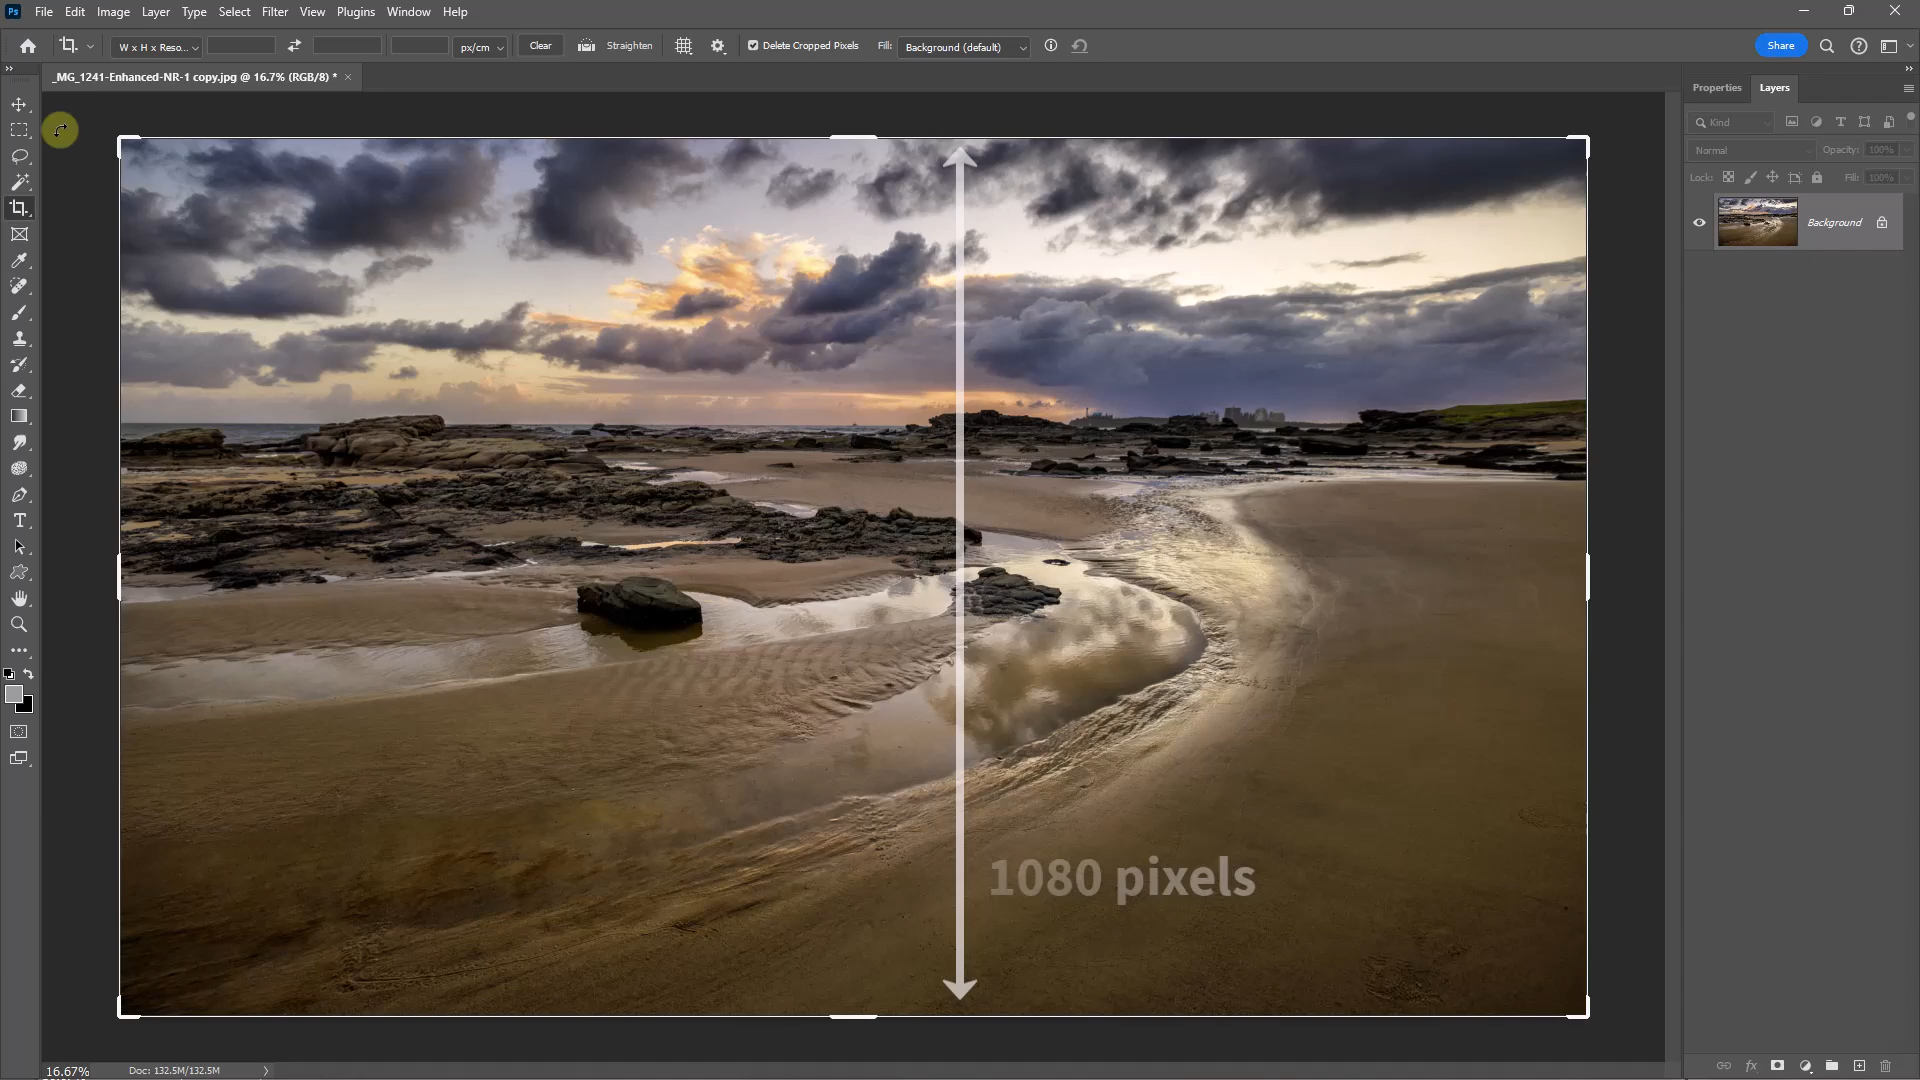 Ps File Edit Image Layer Type Select Filter View Plugins Window Help
W x H x Reso... px/cm Clear Straighten Delete Cropped Pixels Fill: Background (default) Share
_MG_1241-Enhanced-NR-1 copy.jpg @ 16.7% (RGB/8) *
Properties Layers
Kind
Normal Opacity: 100%
Lock: Fill: 100%
Background
1080 pixels
16.67% Doc: 132.5M/132.5M
fx